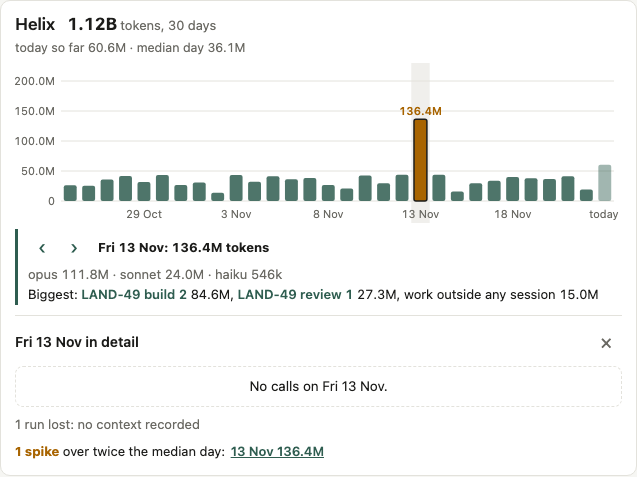 Helix 1.12B tokens, 30 days
today so far 60.6M · median day 36.1M
200.0M
150.0M
136.4M
100.0M
50.0M
0
29 Oct 3 Nov 8 Nov 13 Nov 18 Nov today
‹ › Fri 13 Nov: 136.4M tokens
opus 111.8M · sonnet 24.0M · haiku 546k
Biggest: LAND-49 build 2 84.6M, LAND-49 review 1 27.3M, work outside any session 15.0M
Fri 13 Nov in detail ×
No calls on Fri 13 Nov.
1 run lost: no context recorded
1 spike over twice the median day: 13 Nov 136.4M